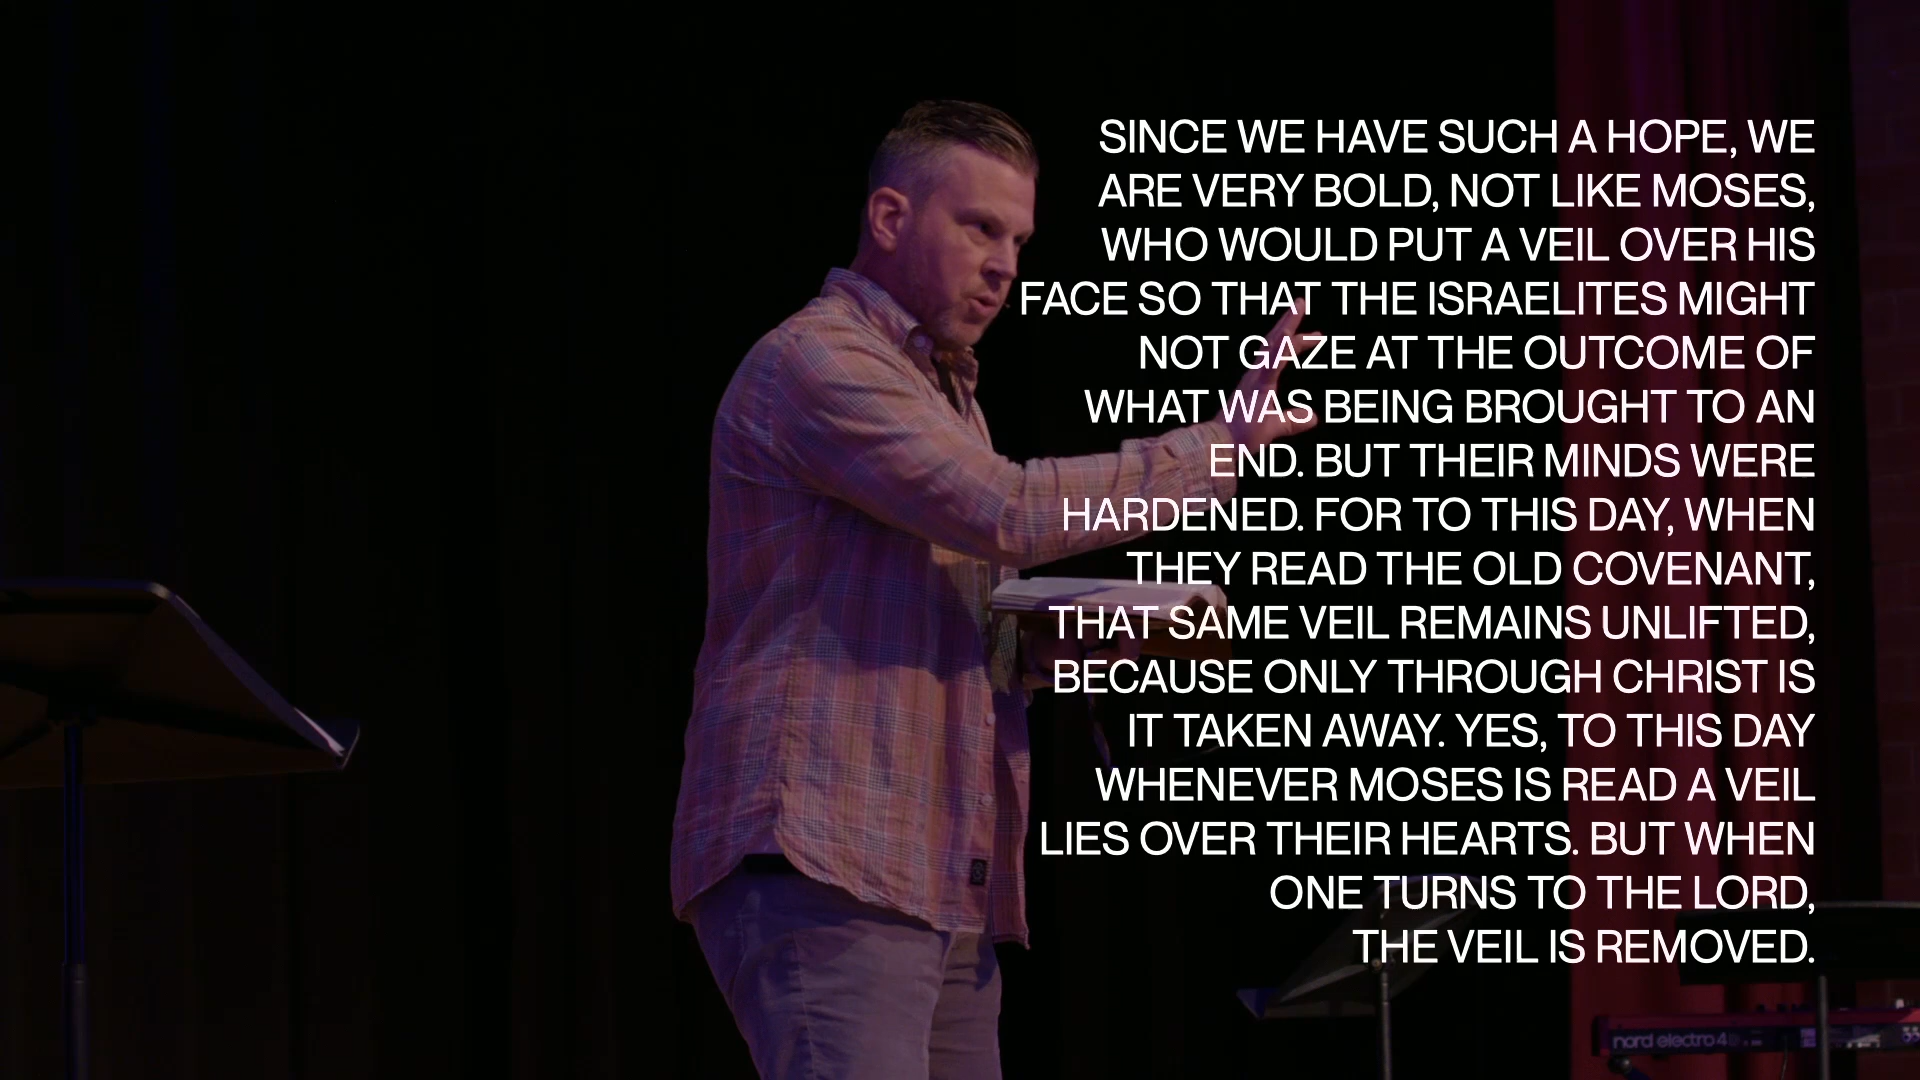 SINCE WE HAVE SUCH A HOPE, WE
ARE VERY BOLD, NOT LIKE MOSES,
WHO WOULD PUT A VEIL OVER HIS
FACE SO THAT THE ISRAELITES MIGHT
NOT GAZE AT THE OUTCOME OF
WHAT WAS BEING BROUGHT TO AN
END. BUT THEIR MINDS WERE
HARDENED. FOR TO THIS DAY, WHEN
THEY READ THE OLD COVENANT,
THAT SAME VEIL REMAINS UNLIFTED,
BECAUSE ONLY THROUGH CHRIST IS
IT TAKEN AWAY. YES, TO THIS DAY
WHENEVER MOSES IS READ A VEIL
LIES OVER THEIR HEARTS. BUT WHEN
ONE TURNS TO THE LORD,
THE VEIL IS REMOVED.
nord electro 4